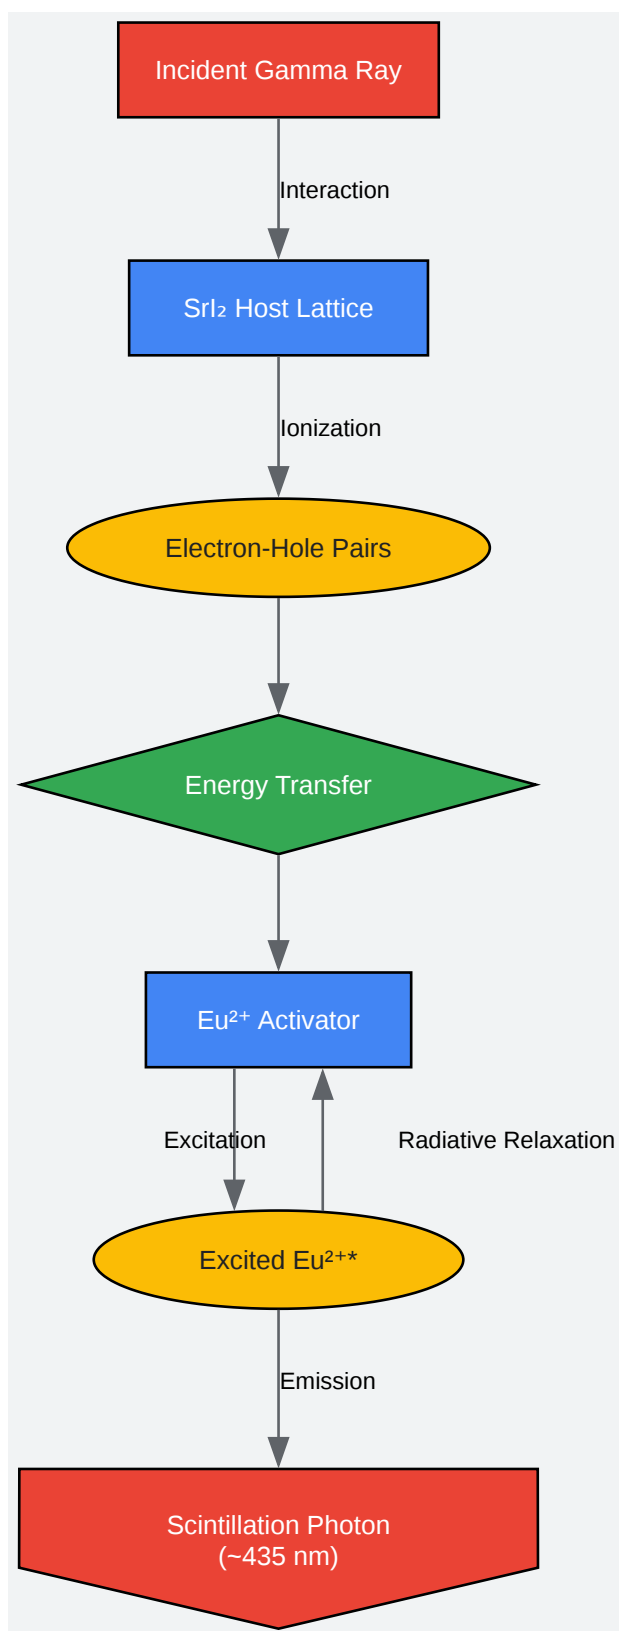 Incident Gamma Ray
Interaction
SrI₂ Host Lattice
Ionization
Electron-Hole Pairs
Energy Transfer
Eu²⁺ Activator
Excitation
Radiative Relaxation
Excited Eu²⁺*
Emission
Scintillation Photon
(~435 nm)